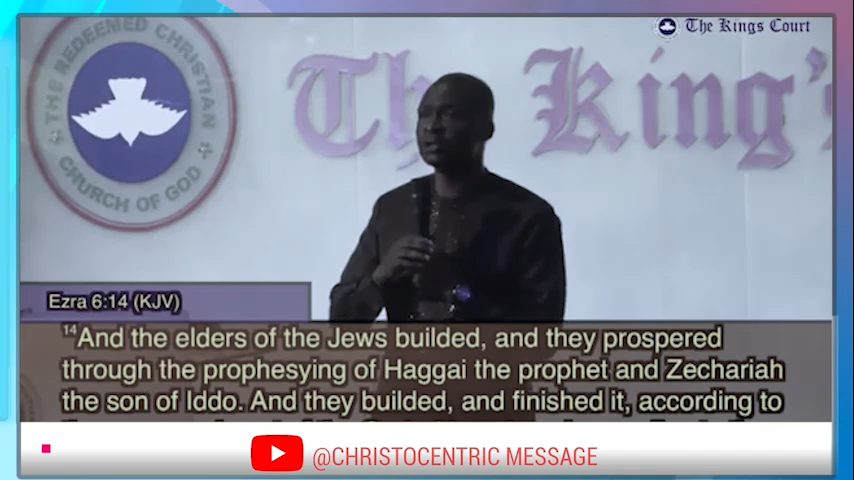 The Kings Court
THE REDEEMED CHRISTIAN
CHURCH OF GOD
The King's
Ezra 6:14 (KJV)
14And the elders of the Jews builded, and they prospered
through the prophesying of Haggai the prophet and Zechariah
the son of Iddo. And they builded, and finished it, according to
@CHRISTOCENTRIC MESSAGE